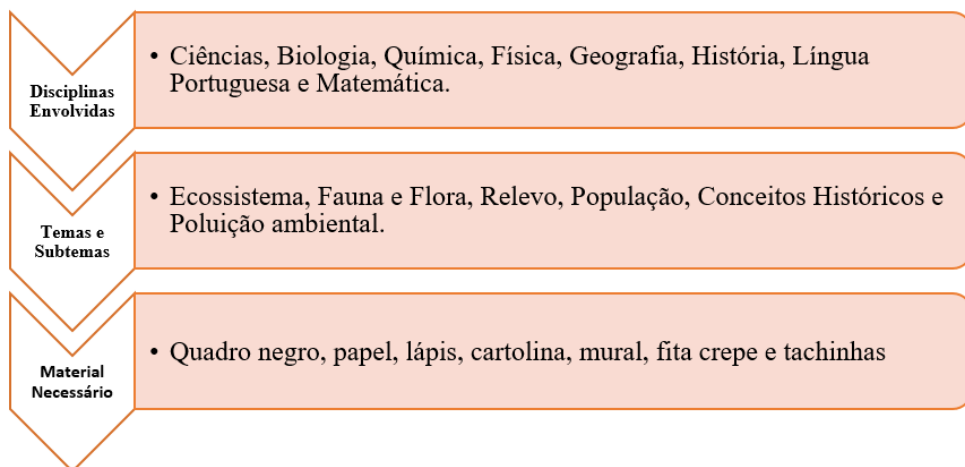 Disciplinas
Envolvidas
• Ciências, Biologia, Química, Física, Geografia, História, Língua
Portuguesa e Matemática.
Temas e
Subtemas
• Ecossistema, Fauna e Flora, Relevo, População, Conceitos Históricos e
Poluição ambiental.
Material
Necessário
• Quadro negro, papel, lápis, cartolina, mural, fita crepe e tachinhas